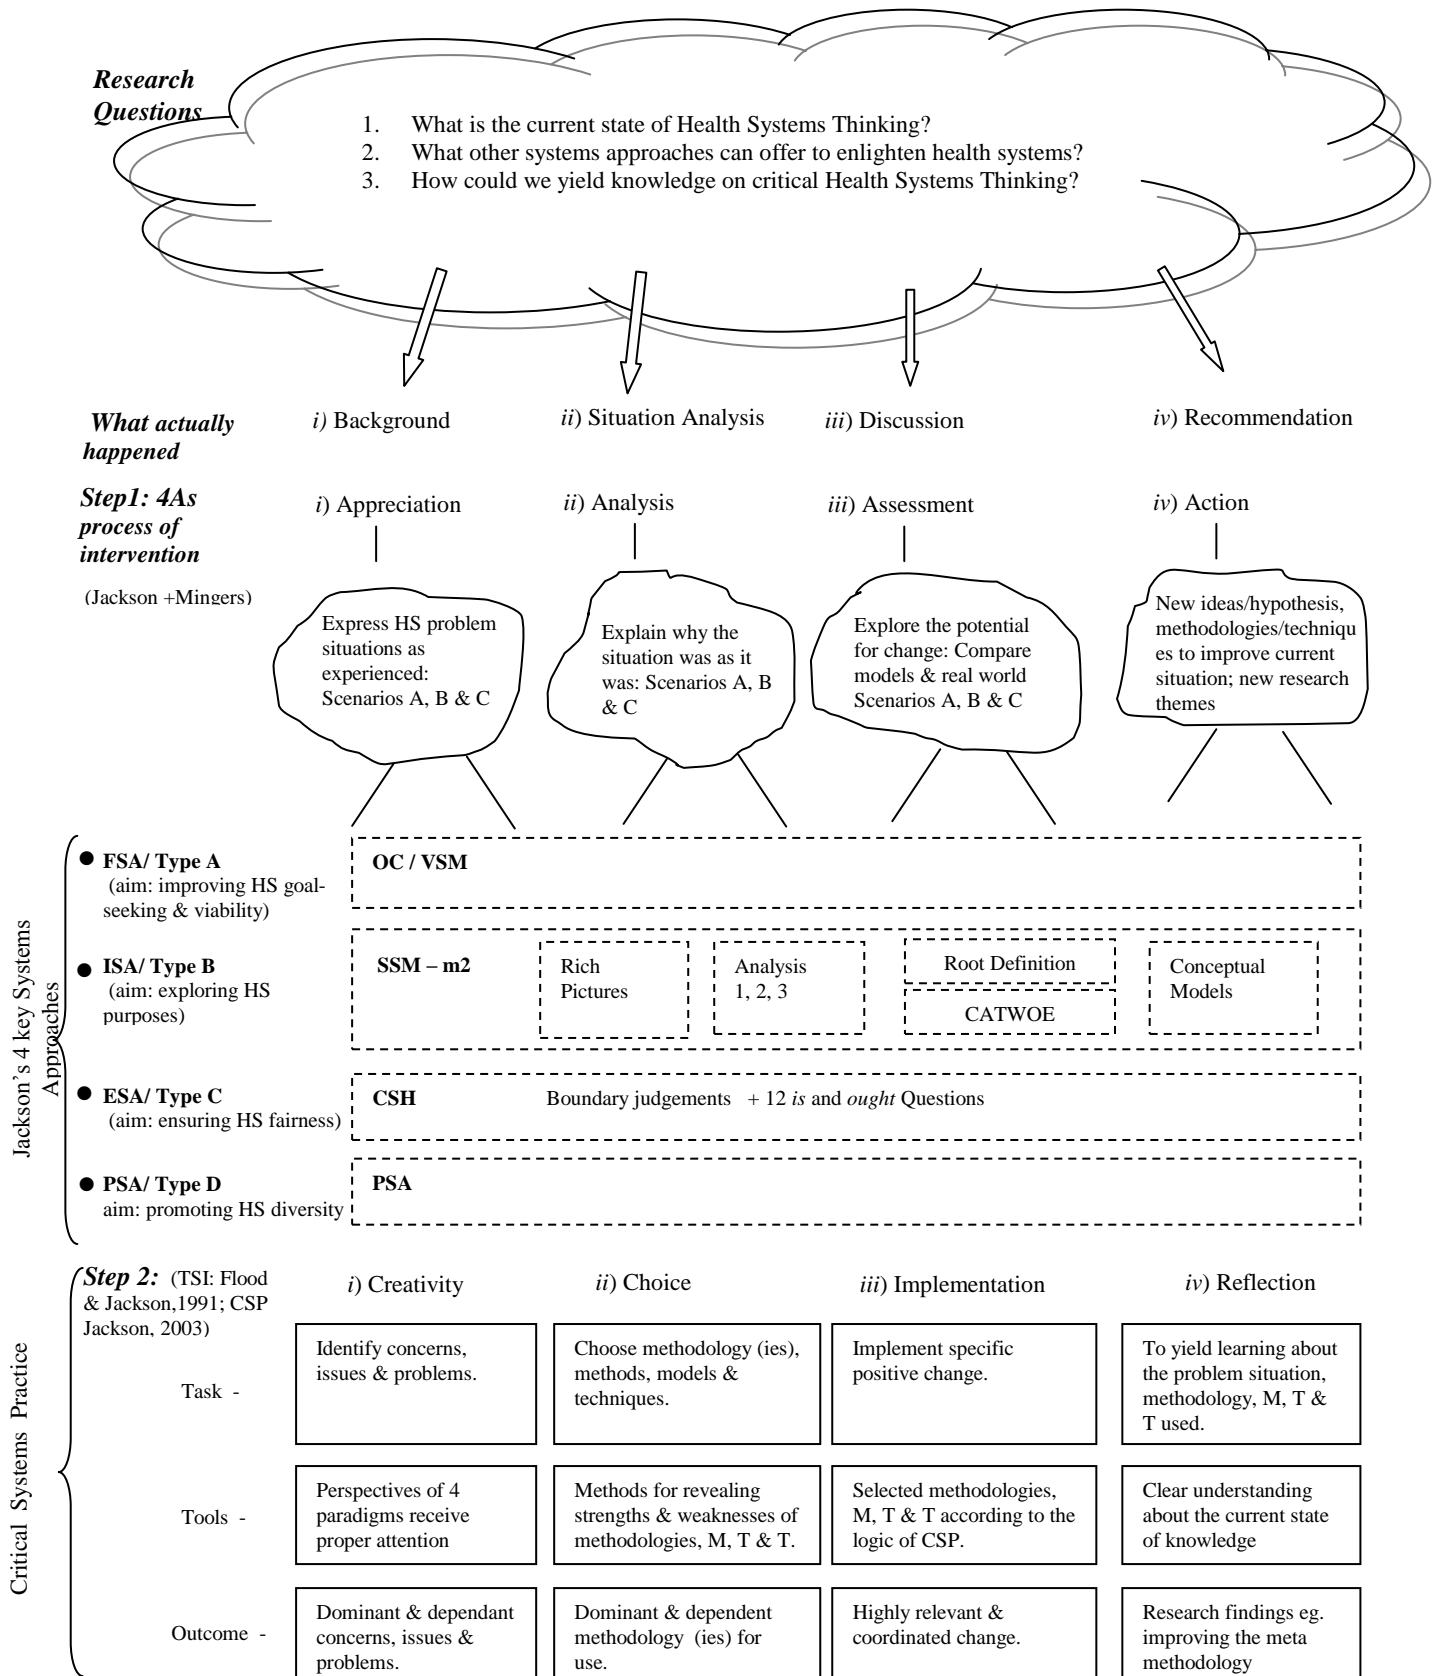 Research
Questions
1. What is the current state of Health Systems Thinking?
2. What other systems approaches can offer to enlighten health systems?
3. How could we yield knowledge on critical Health Systems Thinking?
What actually
happened
i) Background
ii) Situation Analysis
iii) Discussion
iv) Recommendation
Step1: 4As
process of
intervention
(Jackson +Mingers)
i) Appreciation
ii) Analysis
iii) Assessment
iv) Action
Express HS problem
situations as
experienced:
Scenarios A, B & C
Explain why the
situation was as it
was: Scenarios A, B
& C
Explore the potential
for change: Compare
models & real world
Scenarios A, B & C
New ideas/hypothesis,
methodologies/techniqu
es to improve current
situation; new research
themes
Jackson's 4 key Systems
Approaches
● FSA/ Type A
(aim: improving HS goal-
seeking & viability)
OC / VSM
● ISA/ Type B
(aim: exploring HS
purposes)
SSM – m2
Rich
Pictures
Analysis
1, 2, 3
Root Definition
CATWOE
Conceptual
Models
● ESA/ Type C
(aim: ensuring HS fairness)
CSH Boundary judgements + 12 is and ought Questions
● PSA/ Type D
aim: promoting HS diversity
PSA
Critical Systems Practice
Step 2: (TSI: Flood
& Jackson,1991; CSP
Jackson, 2003)
i) Creativity
ii) Choice
iii) Implementation
iv) Reflection
Task -
Identify concerns,
issues & problems.
Choose methodology (ies),
methods, models &
techniques.
Implement specific
positive change.
To yield learning about
the problem situation,
methodology, M, T &
T used.
Tools -
Perspectives of 4
paradigms receive
proper attention
Methods for revealing
strengths & weaknesses of
methodologies, M, T & T.
Selected methodologies,
M, T & T according to the
logic of CSP.
Clear understanding
about the current state
of knowledge
Outcome -
Dominant & dependant
concerns, issues &
problems.
Dominant & dependent
methodology (ies) for
use.
Highly relevant &
coordinated change.
Research findings eg.
improving the meta
methodology